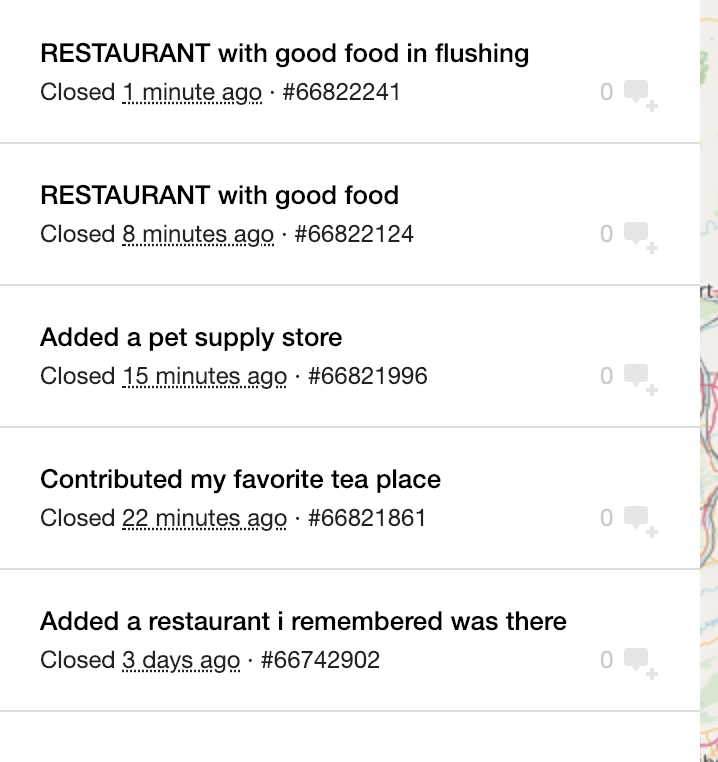 RESTAURANT with good food in flushing
Closed 1 minute ago · #66822241
0
RESTAURANT with good food
Closed 8 minutes ago · #66822124
0
Added a pet supply store
Closed 15 minutes ago · #66821996
0
Contributed my favorite tea place
Closed 22 minutes ago · #66821861
0
Added a restaurant i remembered was there
Closed 3 days ago · #66742902
0